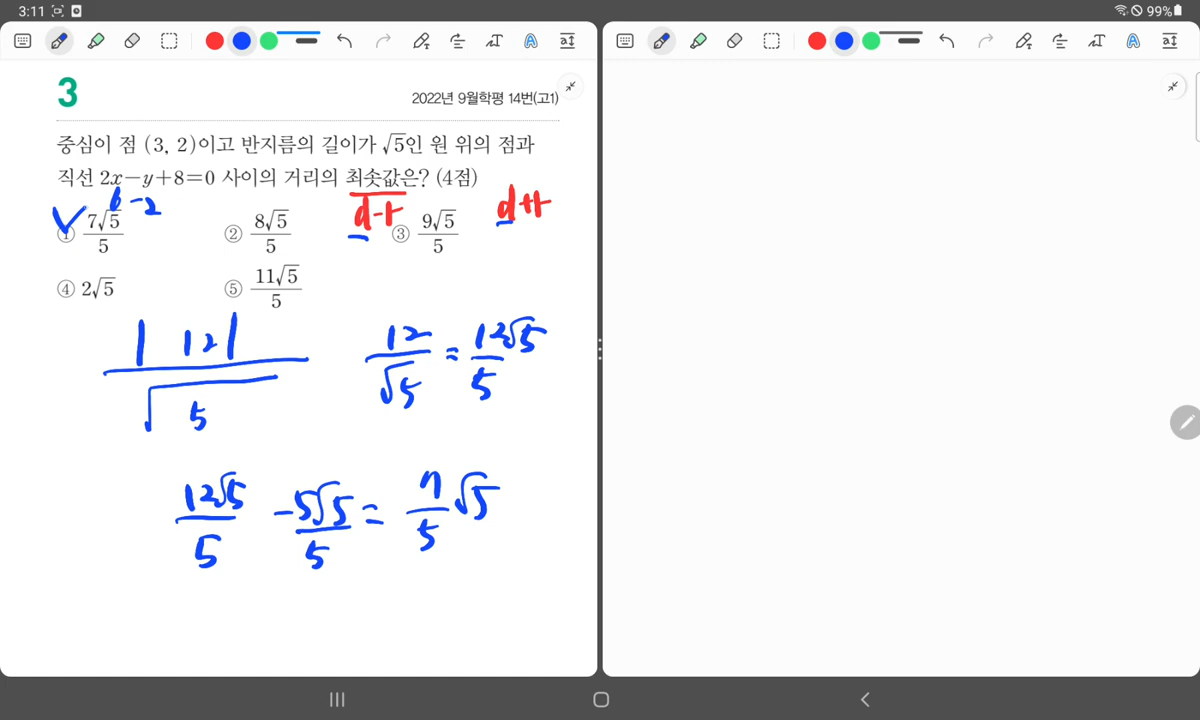 3:11 99%
3
2022년 9월학평 14번(고1)
중심이 점 (3, 2)이고 반지름의 길이가 √5인 원 위의 점과
직선 2x−y+8=0 사이의 거리의 최솟값은? (4점)
6 −2
d−r d+r
① 7√5/5 ② 8√5/5 ③ 9√5/5
④ 2√5 ⑤ 11√5/5
|12|/√5 12/√5 = 12√5/5
12√5/5 −5√5/5 = 7/5 √5